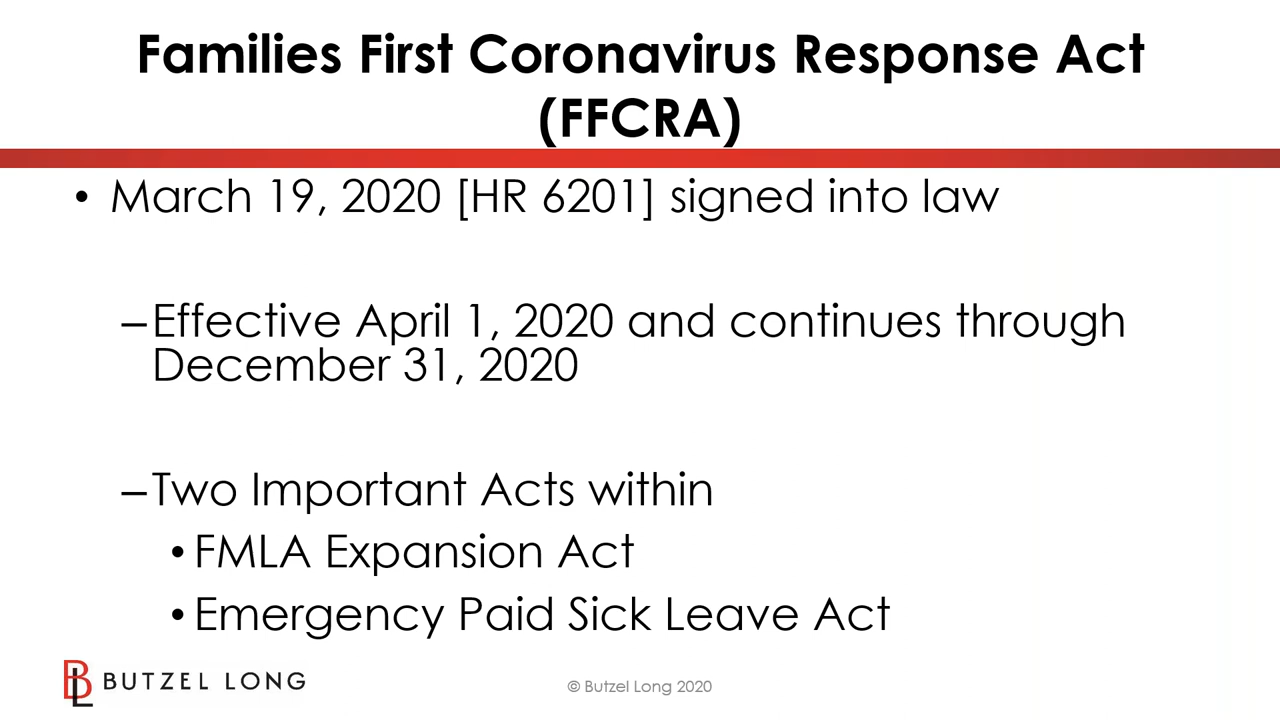 Families First Coronavirus Response Act
(FFCRA)
• March 19, 2020 [HR 6201] signed into law
–Effective April 1, 2020 and continues through
December 31, 2020
–Two Important Acts within
• FMLA Expansion Act
• Emergency Paid Sick Leave Act
BL BUTZEL LONG
© Butzel Long 2020